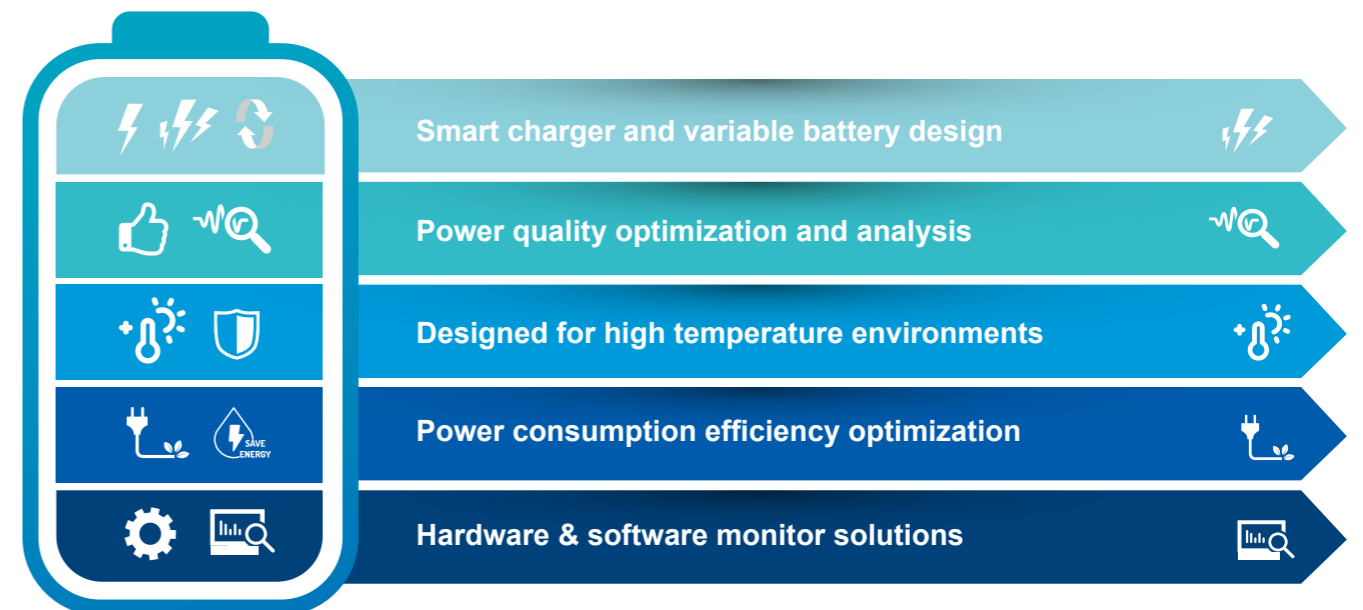 Smart charger and variable battery design
Power quality optimization and analysis
Designed for high temperature environments
SAVE
ENERGY
Power consumption efficiency optimization
Hardware & software monitor solutions